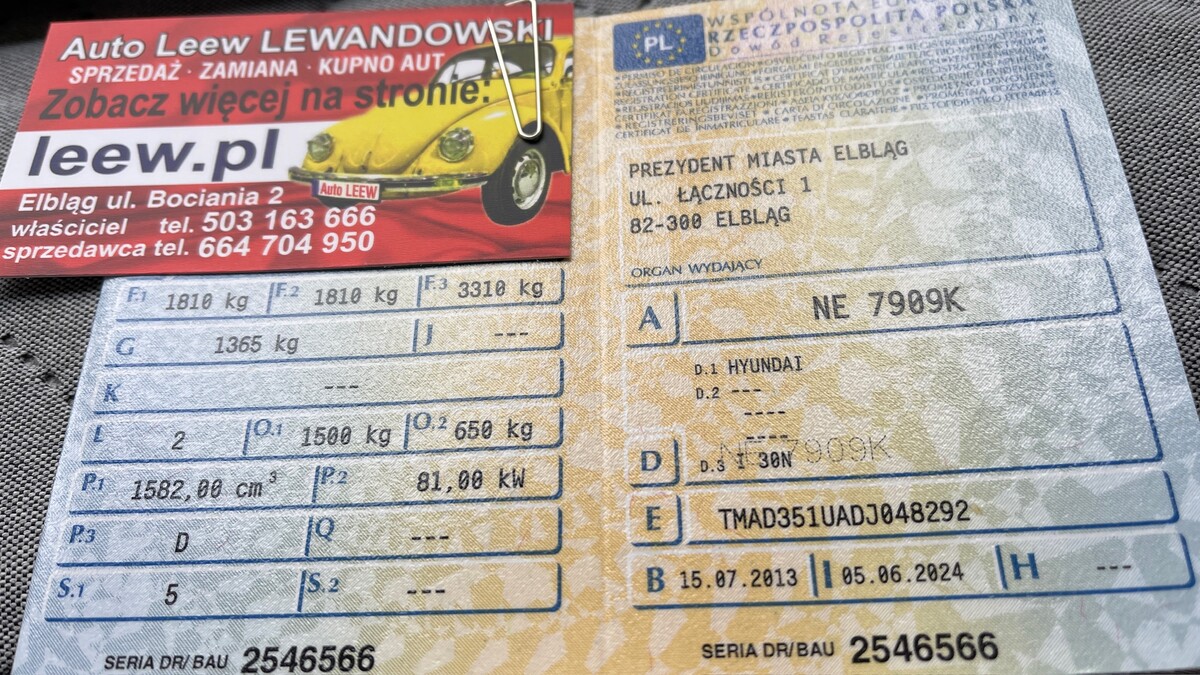 Auto Leew LEWANDOWSKI
SPRZEDAŻ · ZAMIANA · KUPNO AUT
Zobacz więcej na stronie:
leew.pl
Auto LEEW
Elbląg ul. Bociania 2
właściciel tel. 503 163 666
sprzedawca tel. 664 704 950
F.1 1810 kg F.2 1810 kg F.3 3310 kg
G 1365 kg J ---
K ---
L 2 O.1 1500 kg O.2 650 kg
P.1 1582,00 cm³ P.2 81,00 kW
P.3 D Q ---
S.1 5 S.2 ---
SERIA DR/BAU 2546566
PL
WSPÓLNOTA
RZECZPOSPOLITA POLSKA
Dowód Rejestracyjny
PREZYDENT MIASTA ELBLĄG
UL. ŁĄCZNOŚCI 1
82-300 ELBLĄG
ORGAN WYDAJĄCY
A NE 7909K
D.1 HYUNDAI
D.2 ---
----
----
NE 7909K
D D.3 I 30N
E TMAD351UADJ048292
B 15.07.2013 I 05.06.2024 H ---
SERIA DR/BAU 2546566